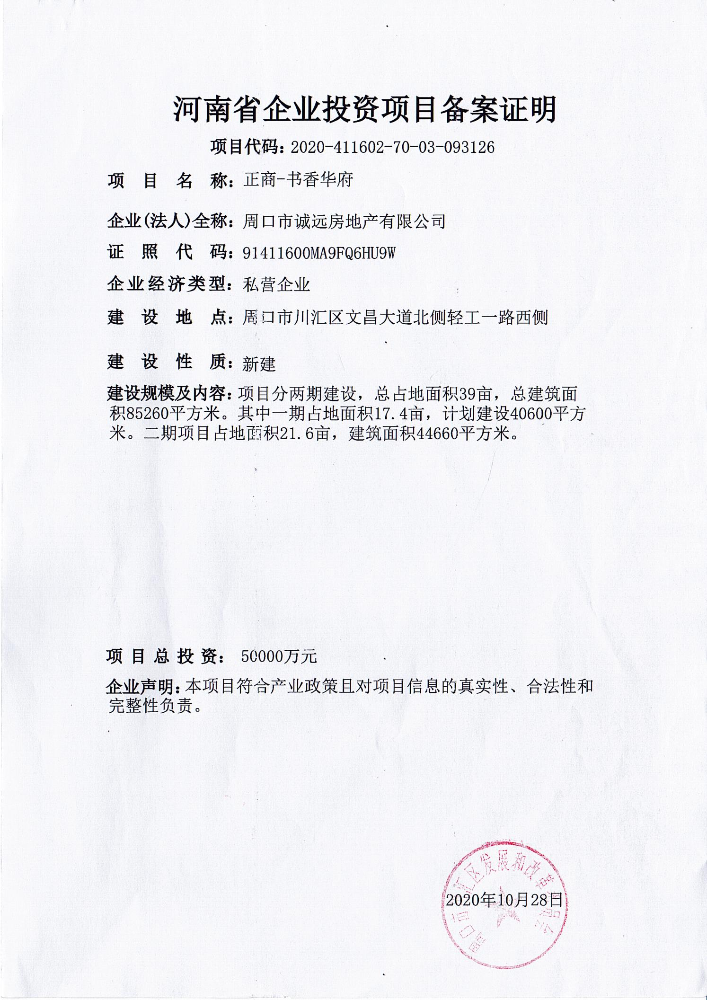 河南省企业投资项目备案证明
项目代码：2020-411602-70-03-093126
项目名称：正商-书香华府
企业(法人)全称：周口市诚远房地产有限公司
证照代码：91411600MA9FQ6HU9W
企业经济类型：私营企业
建设地点：周口市川汇区文昌大道北侧轻工一路西侧
建设性质：新建
建设规模及内容：项目分两期建设，总占地面积39亩，总建筑面
积85260平方米。其中一期占地面积17.4亩，计划建设40600平方
米。二期项目占地面积21.6亩，建筑面积44660平方米。
项目总投资：50000万元
企业声明：本项目符合产业政策且对项目信息的真实性、合法性和
完整性负责。
周口市川汇区发展和改革委员会
2020年10月28日